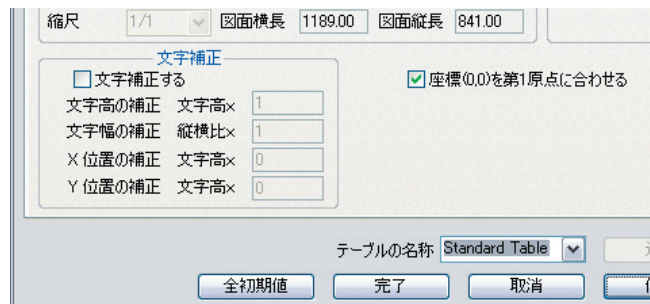 縮尺 1/1 図面横長 1189.00 図面縦長 841.00
文字補正
文字補正する
座標(0,0)を第1原点に合わせる
文字高の補正 文字高× 1
文字幅の補正 縦横比× 1
X 位置の補正 文字高× 0
Y 位置の補正 文字高× 0
テーブルの名称 Standard Table
全初期値 完了 取消